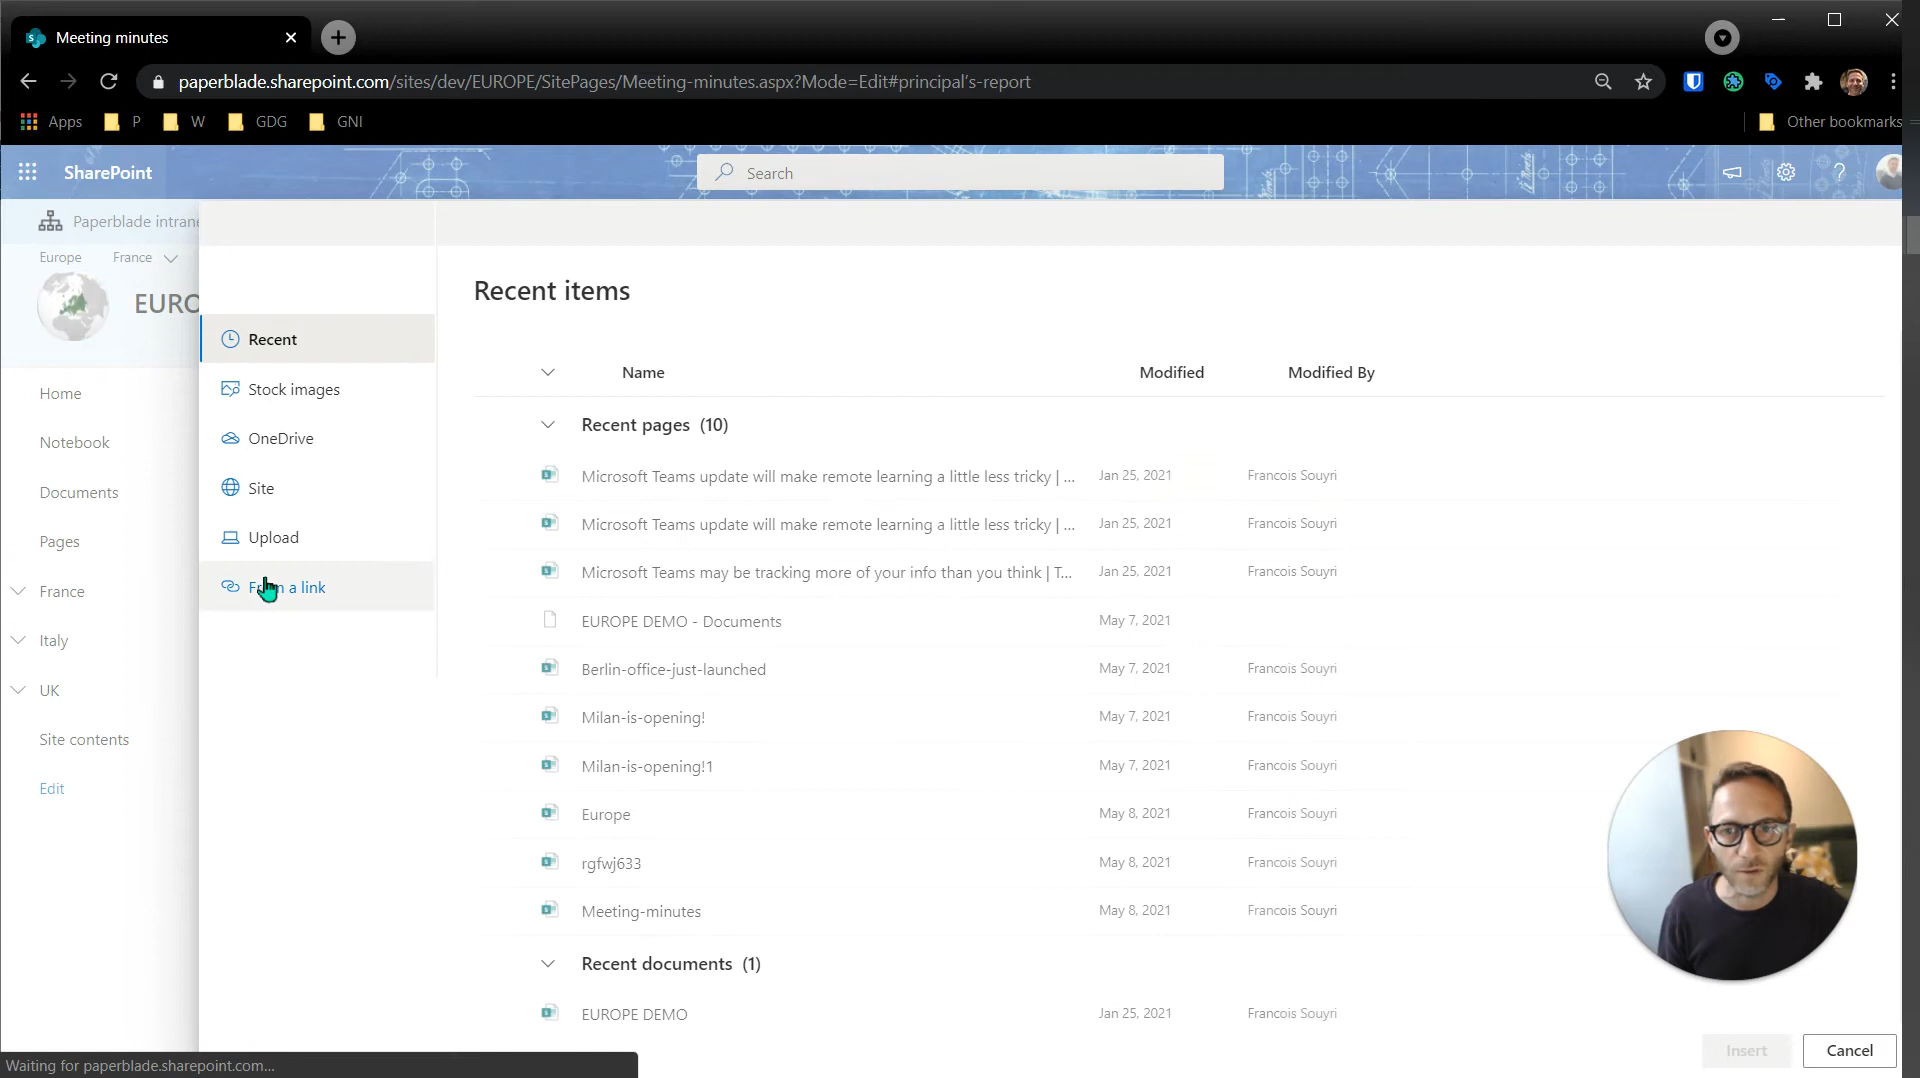 Meeting minutes
paperblade.sharepoint.com/sites/dev/EUROPE/SitePages/Meeting-minutes.aspx?Mode=Edit#principal's-report
Apps P W GDG GNI Other bookmarks
SharePoint Search
Paperblade intrane
Europe France
EURO
Home
Notebook
Documents
Pages
France
Italy
UK
Site contents
Edit
Recent
Stock images
OneDrive
Site
Upload
a link
Recent items
Name Modified Modified By
Recent pages (10)
Microsoft Teams update will make remote learning a little less tricky | ... Jan 25, 2021 Francois Souyri
Microsoft Teams update will make remote learning a little less tricky | ... Jan 25, 2021 Francois Souyri
Microsoft Teams may be tracking more of your info than you think | T... Jan 25, 2021 Francois Souyri
EUROPE DEMO - Documents May 7, 2021
Berlin-office-just-launched May 7, 2021 Francois Souyri
Milan-is-opening! May 7, 2021 Francois Souyri
Milan-is-opening!1 May 7, 2021 Francois Souyri
Europe May 8, 2021 Francois Souyri
rgfwj633 May 8, 2021 Francois Souyri
Meeting-minutes May 8, 2021 Francois Souyri
Recent documents (1)
EUROPE DEMO Jan 25, 2021 Francois Souyri
Insert Cancel
Waiting for paperblade.sharepoint.com...